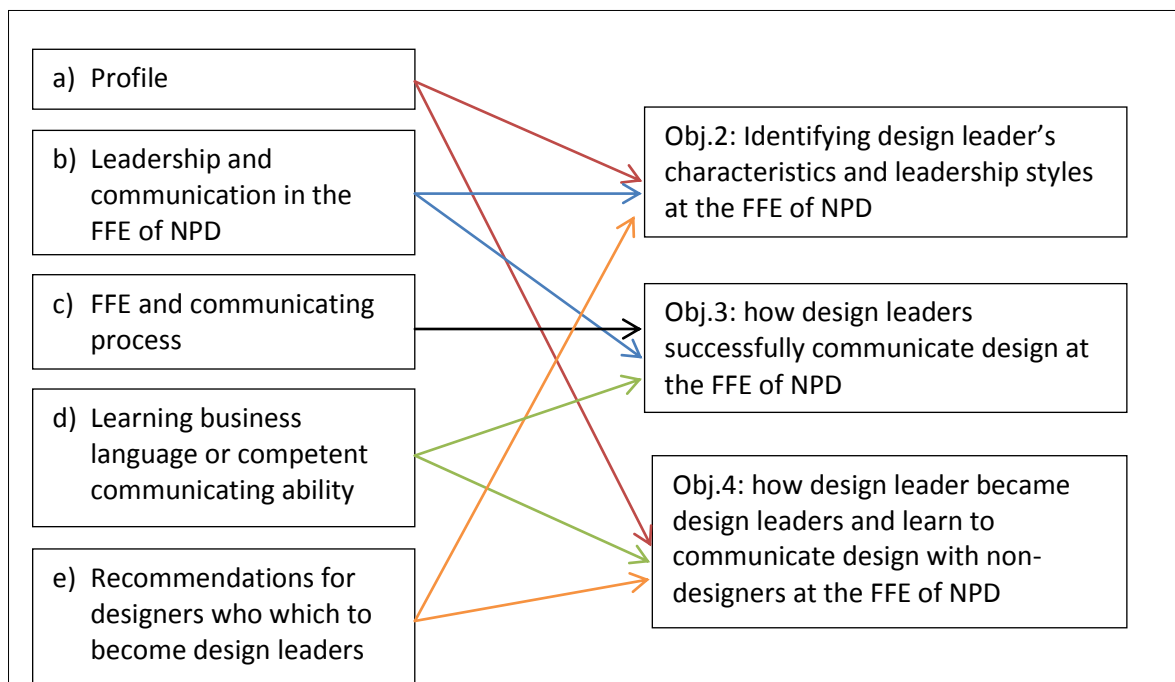 a) Profile
b) Leadership and
communication in the
FFE of NPD
c) FFE and communicating
process
d) Learning business
language or competent
communicating ability
e) Recommendations for
designers who which to
become design leaders
Obj.2: Identifying design leader’s
characteristics and leadership styles
at the FFE of NPD
Obj.3: how design leaders
successfully communicate design at
the FFE of NPD
Obj.4: how design leader became
design leaders and learn to
communicate design with non-
designers at the FFE of NPD